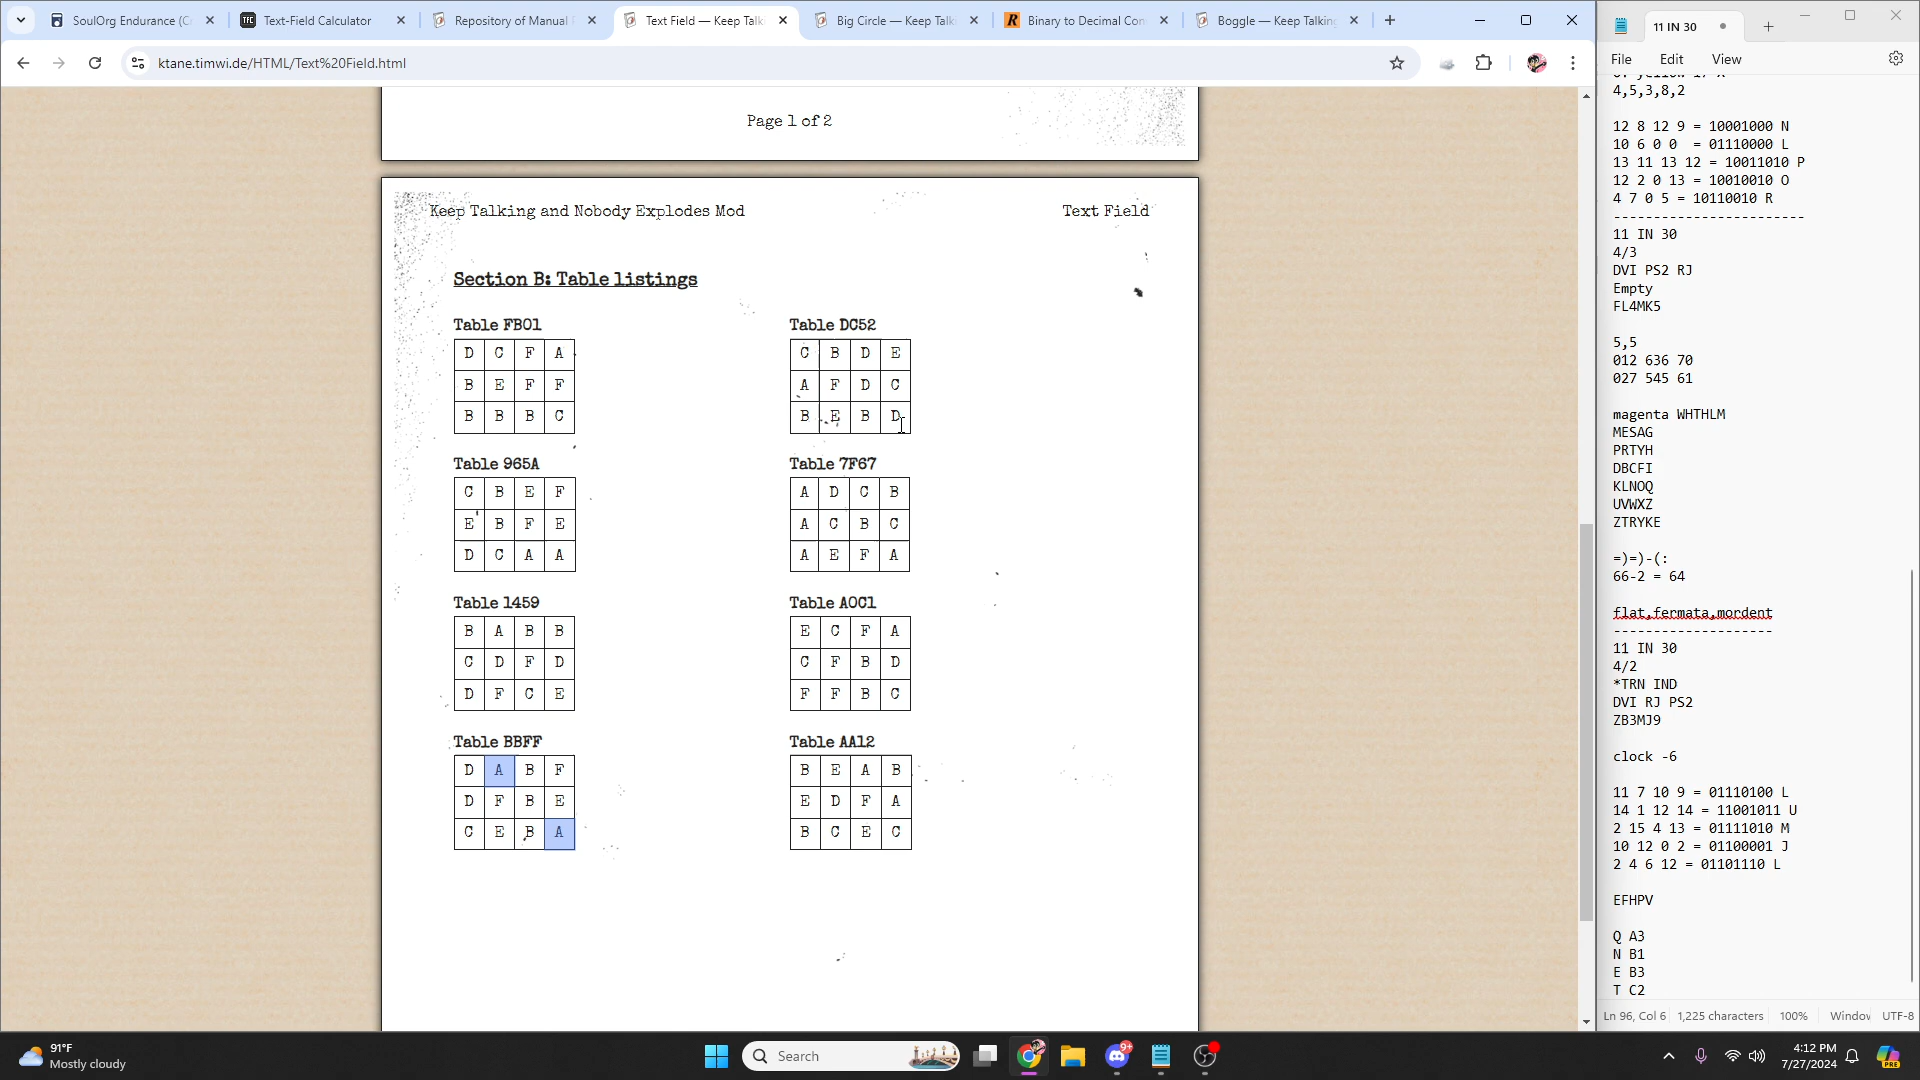 SoulOrg Endurance (C
Text-Field Calculator
Repository of Manual
Text Field — Keep Talk
Big Circle — Keep Talki
Binary to Decimal Con
Boggle — Keep Talking
ktane.timwi.de/HTML/Text%20Field.html
Page 1 of 2
Keep Talking and Nobody Explodes Mod
Text Field
Section B: Table listings
Table FB01
D C F A
B E F F
B B B C
Table DC52
C B D E
A F D C
B E B D
Table 965A
C B E F
E B F E
D C A A
Table 7F67
A D C B
A C B C
A E F A
Table 1459
B A B B
C D F D
D F C E
Table A0C1
E C F A
C F B D
F F B C
Table BBFF
D A B F
D F B E
C E B A
Table AA12
B E A B
E D F A
B C E C
11 IN 30
File Edit View
4,5,3,8,2
12 8 12 9 = 10001000 N
10 6 0 0  = 01110000 L
13 11 13 12 = 10011010 P
12 2 0 13 = 10010010 O
4 7 0 5 = 10110010 R
------------------------
11 IN 30
4/3
DVI PS2 RJ
Empty
FL4MK5
5,5
012 636 70
027 545 61
magenta WHTHLM
MESAG
PRTYH
DBCFI
KLNOQ
UVWXZ
ZTRYKE
=)=)-(:
66-2 = 64
flat,fermata,mordent
--------------------
11 IN 30
4/2
*TRN IND
DVI RJ PS2
ZB3MJ9
clock -6
11 7 10 9 = 01110100 L
14 1 12 14 = 11001011 U
2 15 4 13 = 01111010 M
10 12 0 2 = 01100001 J
2 4 6 12 = 01101110 L
EFHPV
Q A3
N B1
E B3
T C2
Ln 96, Col 6 1,225 characters 100% Window UTF-8
91°F
Mostly cloudy
Search
9+
4:12 PM
7/27/2024